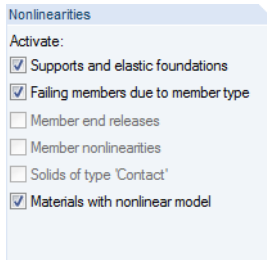 Nonlinearities
Activate:
Supports and elastic foundations
Failing members due to member type
Member end releases
Member nonlinearities
Solids of type 'Contact'
Materials with nonlinear model